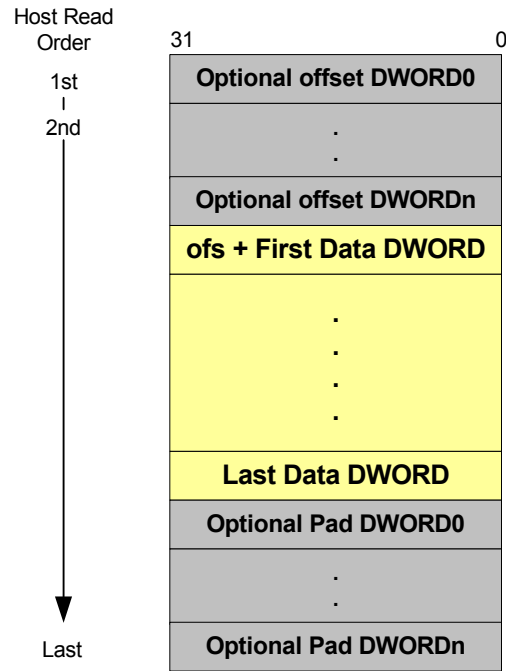 Host Read
Order
31 0
1st
2nd
Last
Optional offset DWORD0
.
.
Optional offset DWORDn
ofs + First Data DWORD
.
.
.
.
Last Data DWORD
Optional Pad DWORD0
.
.
Optional Pad DWORDn